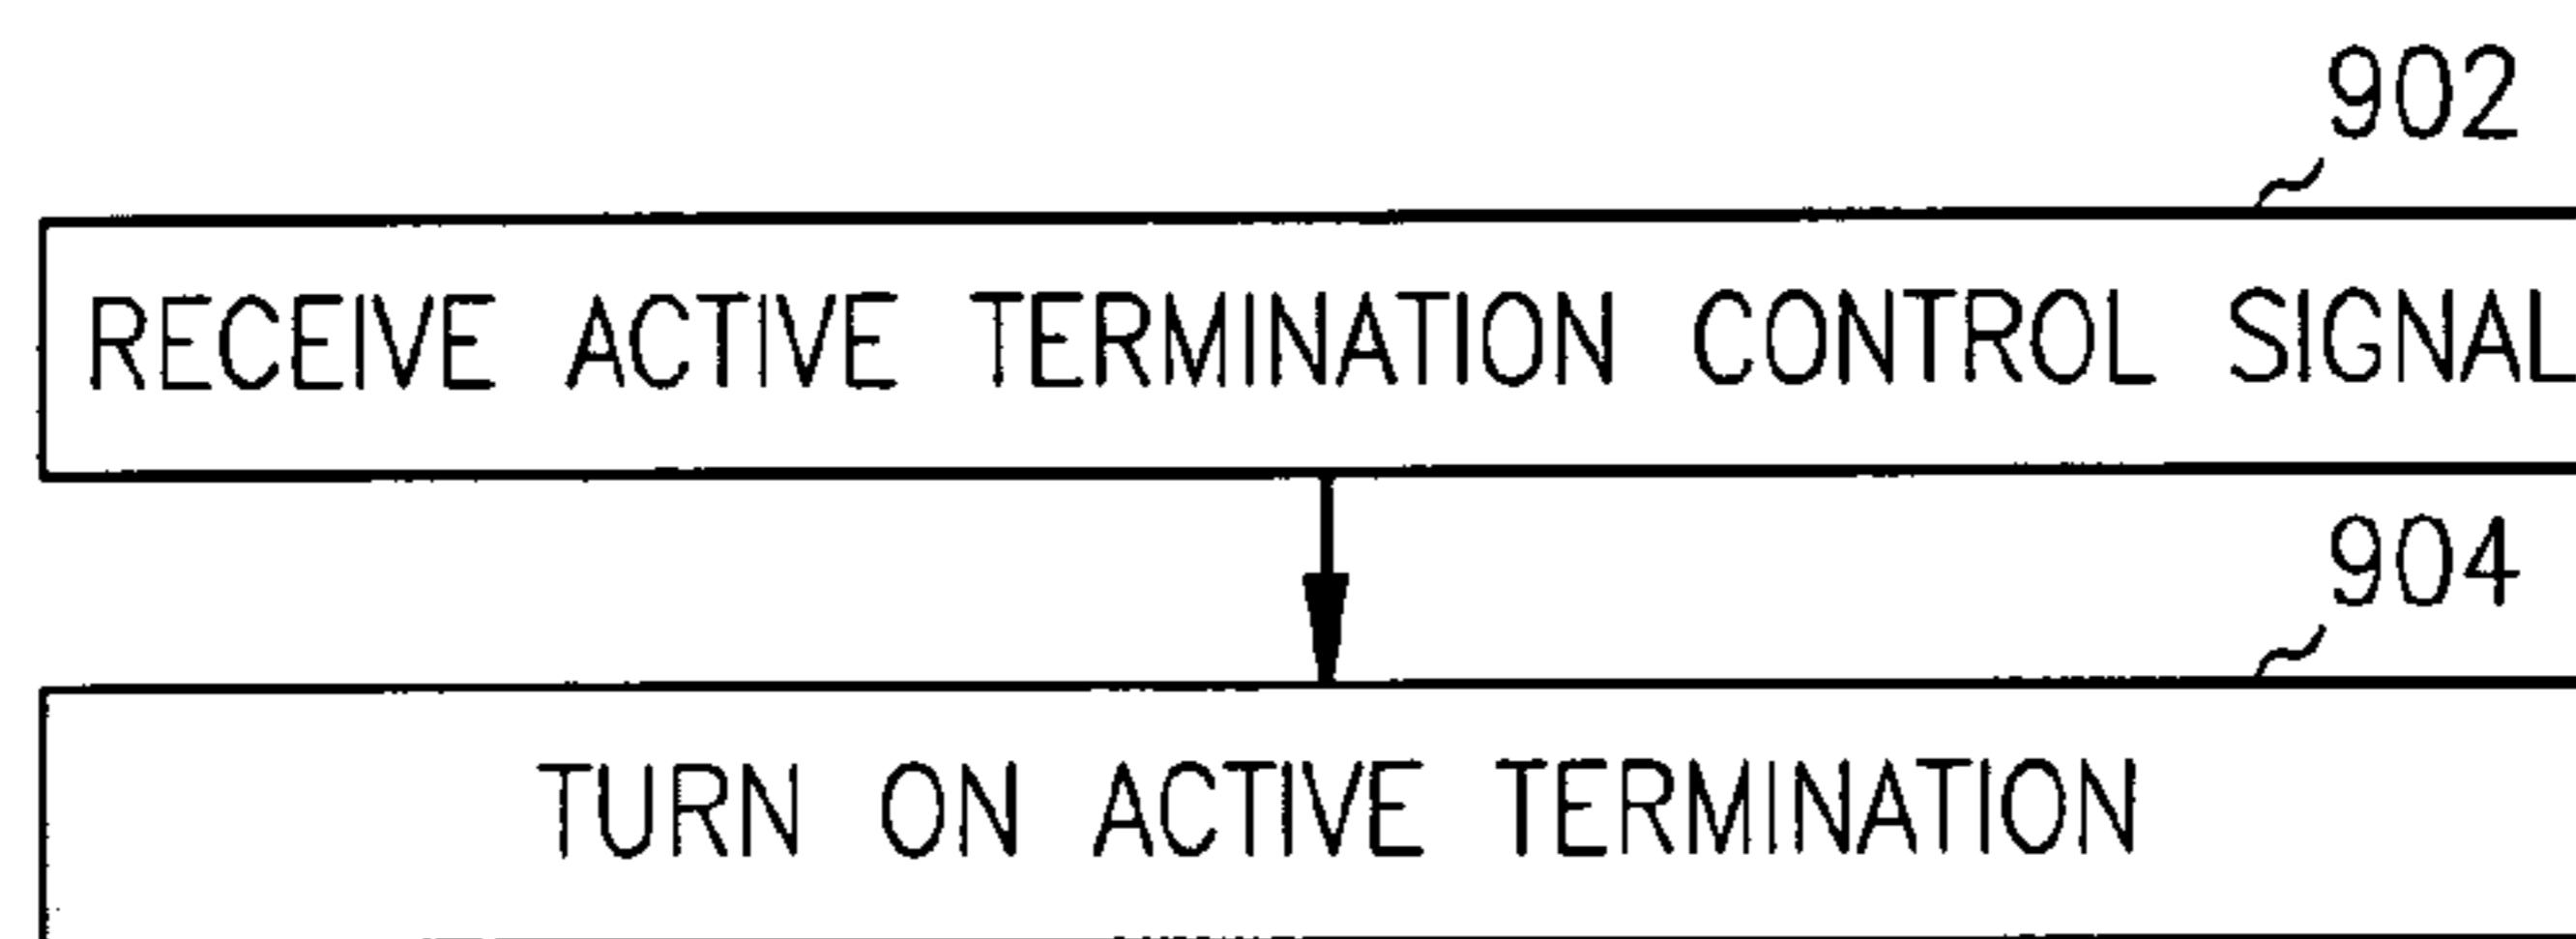 902
RECEIVE ACTIVE TERMINATION CONTROL SIGNAL
904
TURN ON ACTIVE TERMINATION